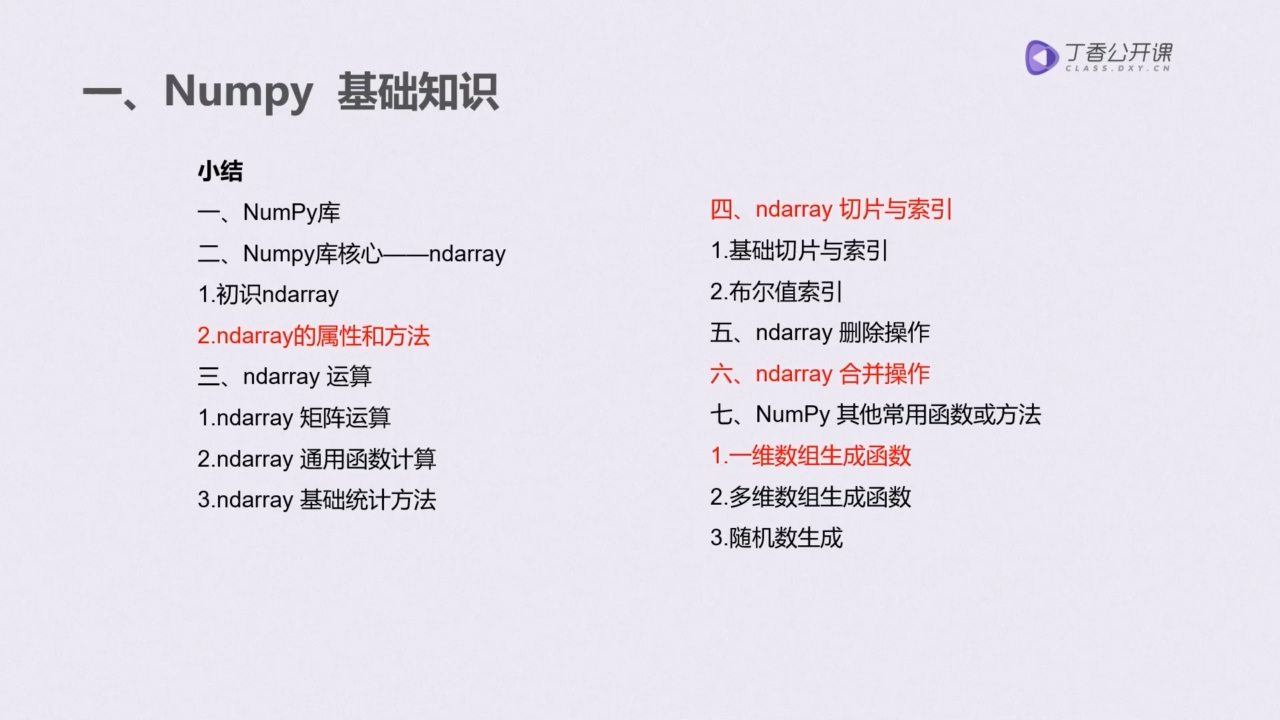 丁香公开课
CLASS.DXY.CN
一、Numpy 基础知识
小结
一、NumPy库
二、Numpy库核心——ndarray
1.初识ndarray
2.ndarray的属性和方法
三、ndarray 运算
1.ndarray 矩阵运算
2.ndarray 通用函数计算
3.ndarray 基础统计方法
四、ndarray 切片与索引
1.基础切片与索引
2.布尔值索引
五、ndarray 删除操作
六、ndarray 合并操作
七、NumPy 其他常用函数或方法
1.一维数组生成函数
2.多维数组生成函数
3.随机数生成